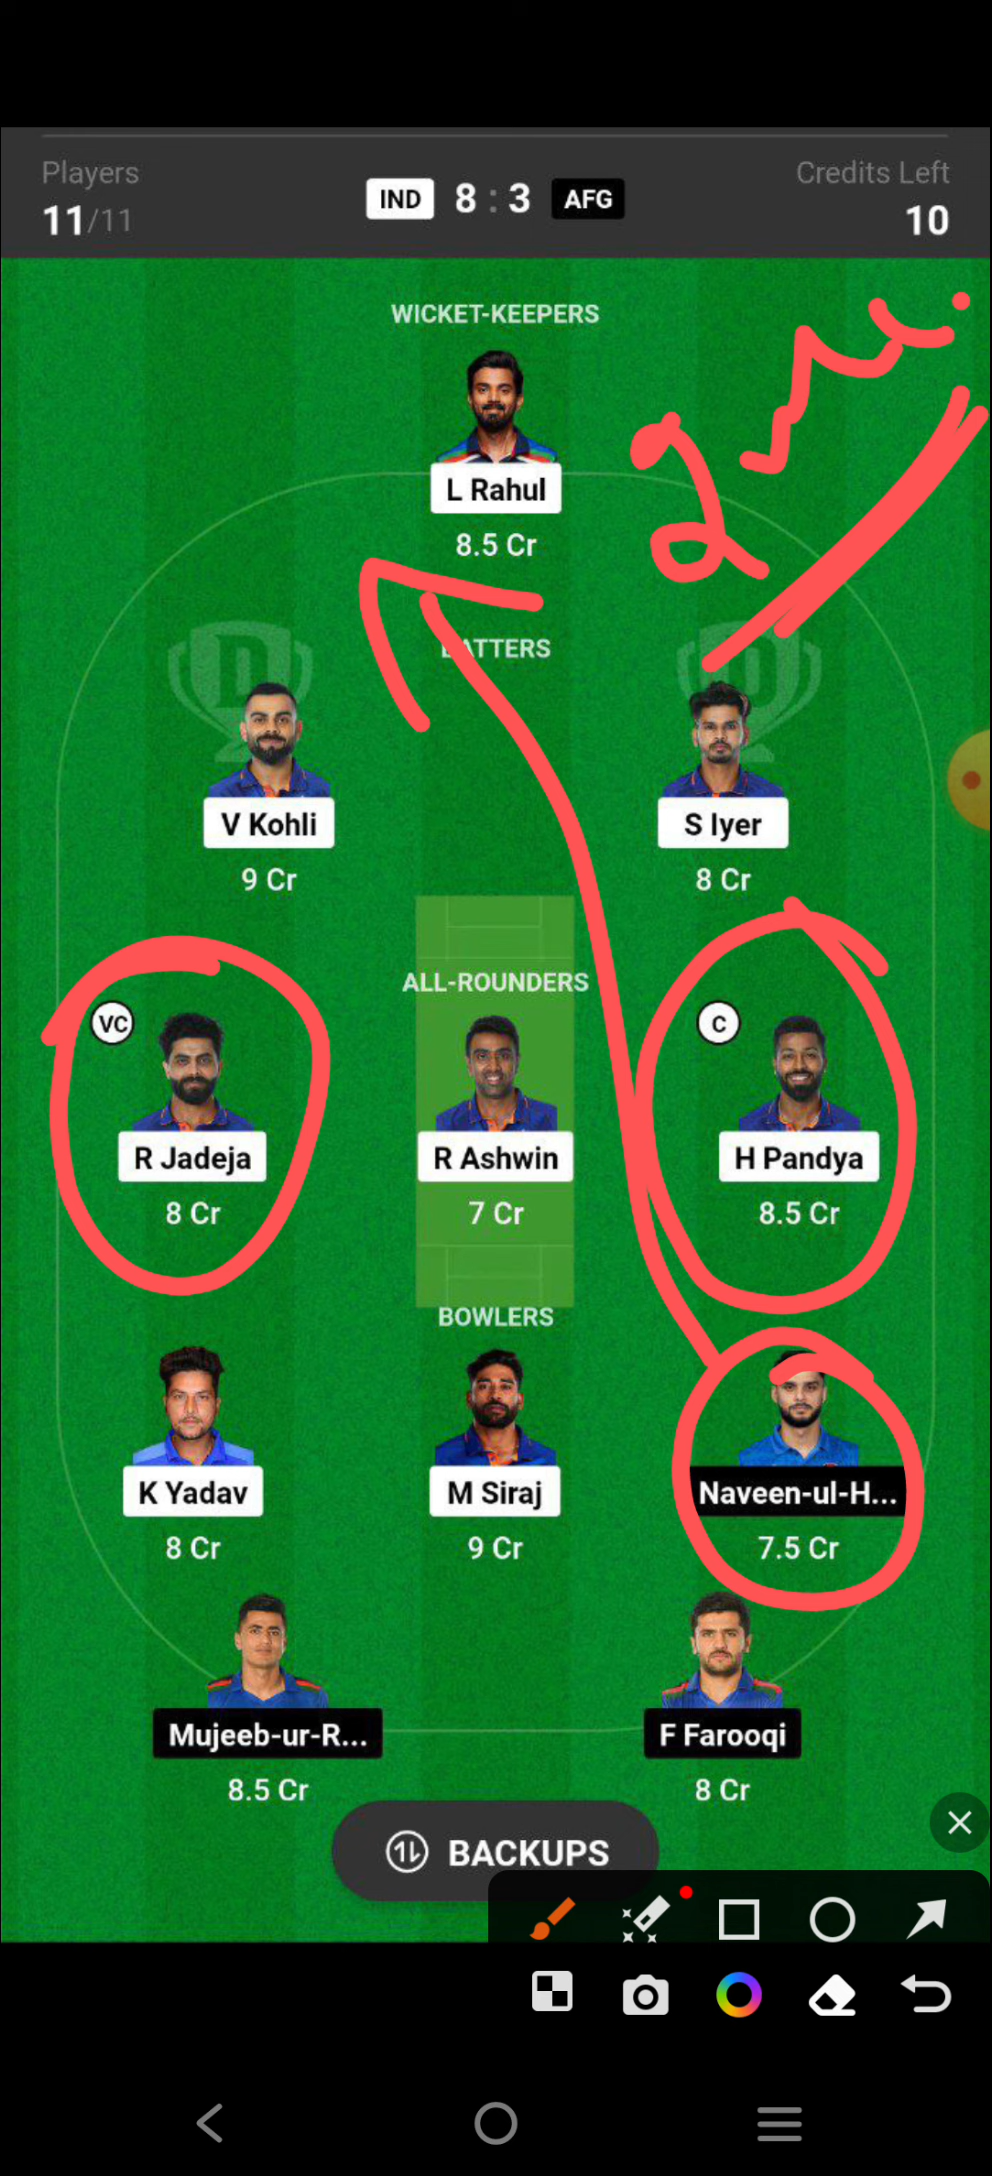 Players
11/11
IND 8 : 3 AFG
Credits Left
10
WICKET-KEEPERS
L Rahul
8.5 Cr
V Kohli
9 Cr
S Iyer
8 Cr
ALL-ROUNDERS
VC
R Jadeja
8 Cr
R Ashwin
7 Cr
C
H Pandya
8.5 Cr
BOWLERS
K Yadav
8 Cr
M Siraj
9 Cr
Naveen-ul-H...
7.5 Cr
Mujeeb-ur-R...
8.5 Cr
F Farooqi
8 Cr
BACKUPS